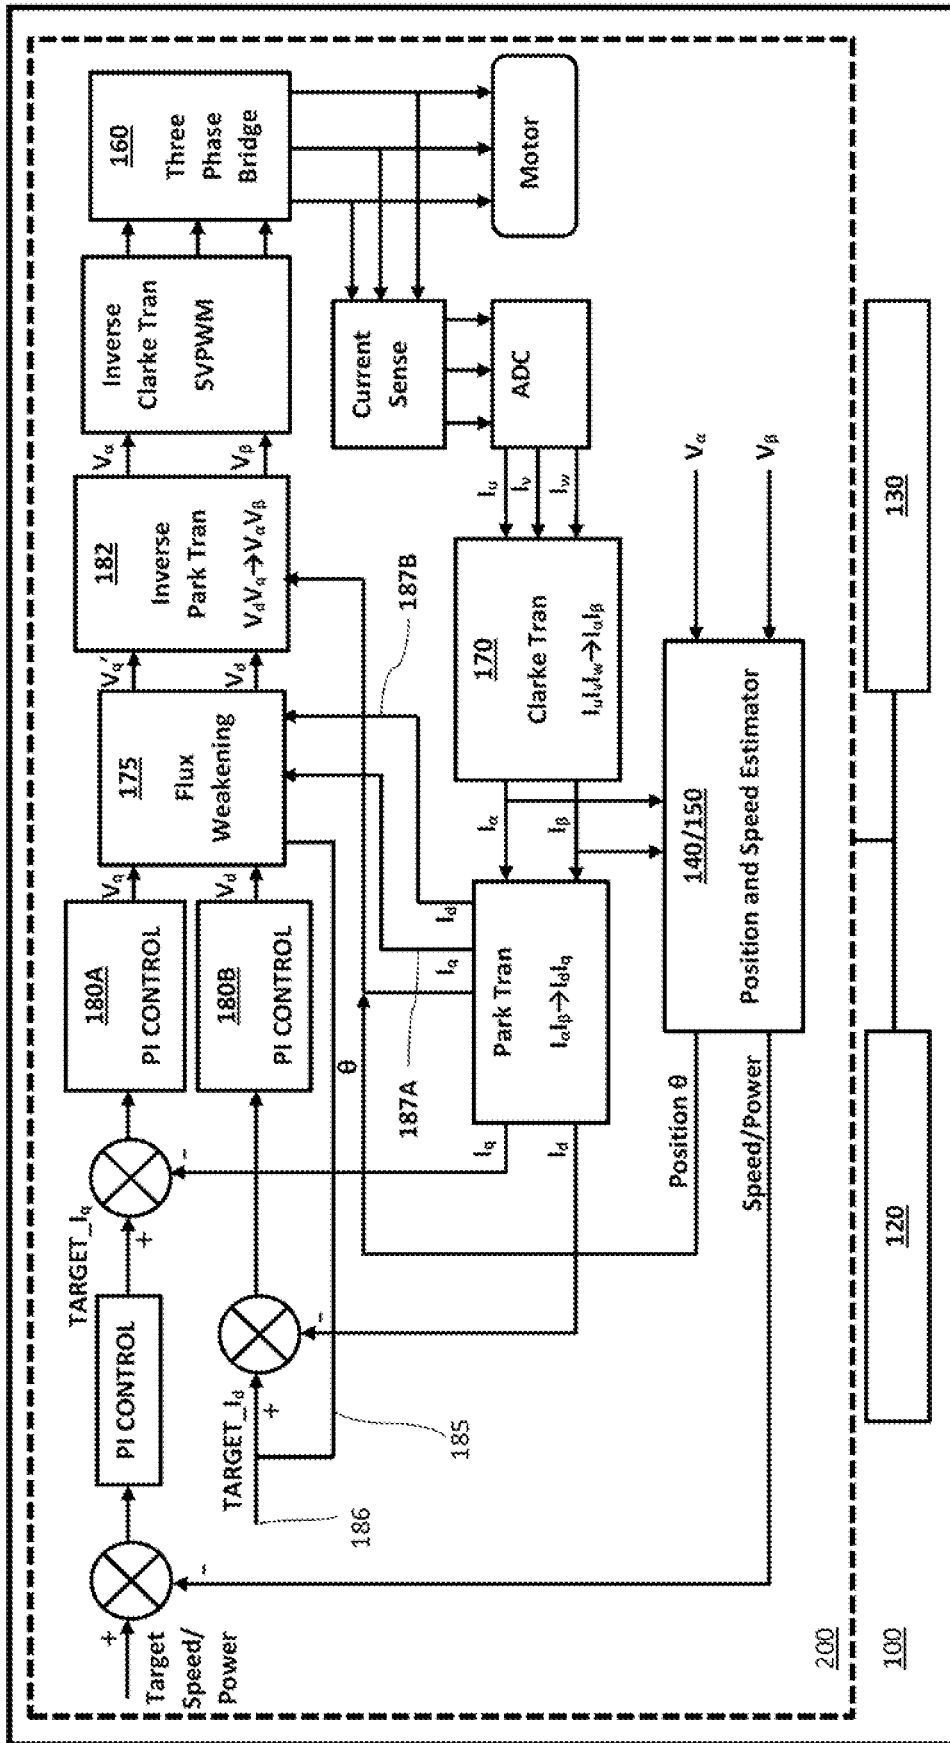 Target
Speed/
Power
+
-
PI CONTROL
TARGET_Iq
+
-
180A
PI CONTROL
Vq
175
Flux
Weakening
Vq'
Vd
182
Inverse
Park Tran
VdVq→VαVβ
Vα
Vβ
Inverse
Clarke Tran
SVPWM
160
Three
Phase
Bridge
186
TARGET_Id
+
-
185
180B
PI CONTROL
Vd
θ
187A
Iq
Id
187B
Current
Sense
Motor
ADC
Iu
Iv
Iw
170
Clarke Tran
IuIvIw→IαIβ
Iα
Iβ
Park Tran
IαIβ→IdIq
Iq
Id
Position θ
Speed/Power
140/150
Position and Speed Estimator
Vα
Vβ
200
100
120
130